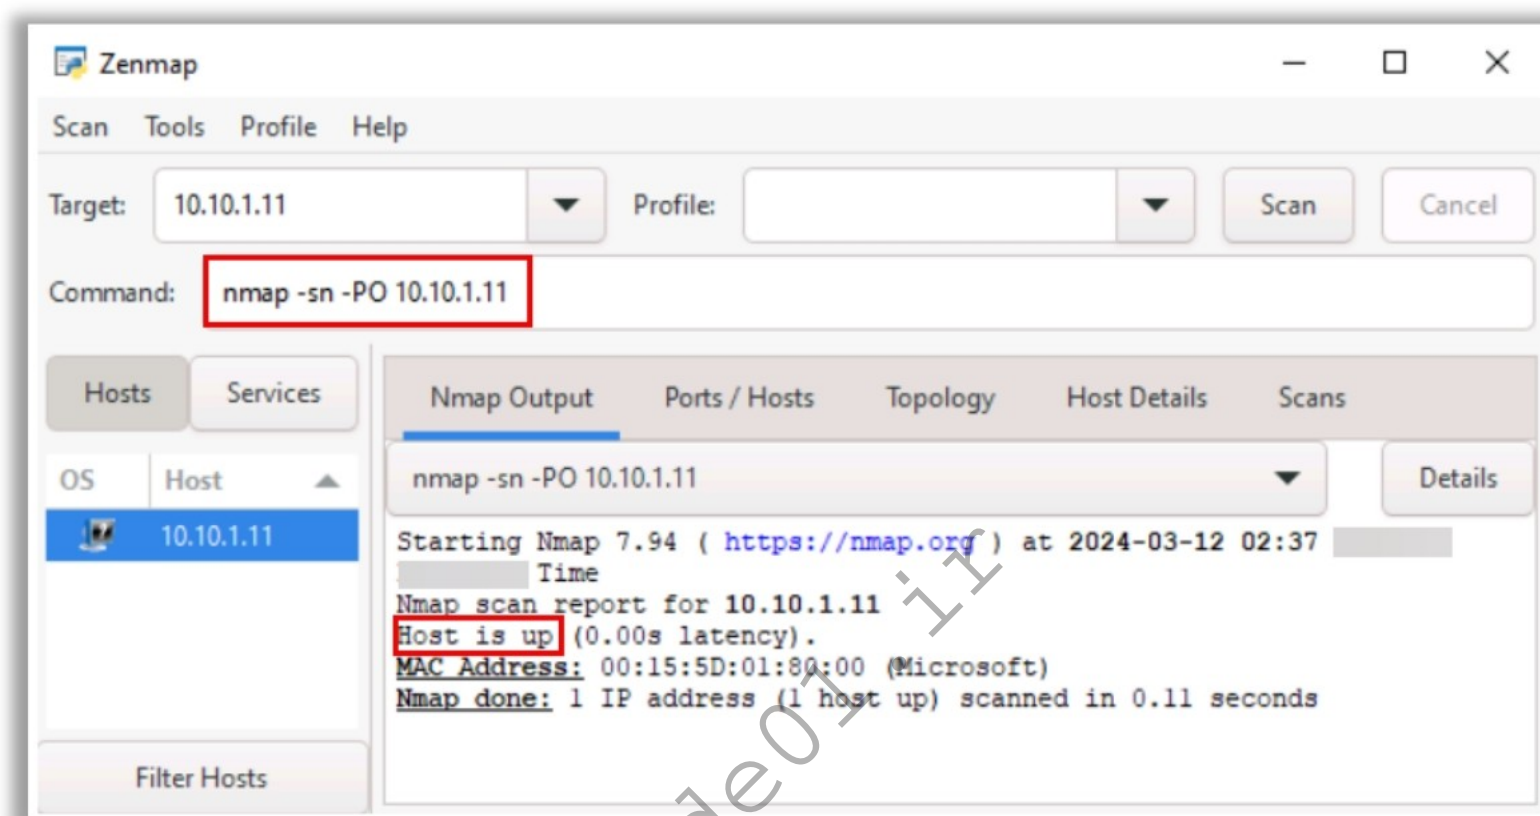 Zenmap
Scan Tools Profile Help
Target: 10.10.1.11 Profile: Scan Cancel
Command: nmap -sn -PO 10.10.1.11
Hosts Services
Nmap Output Ports / Hosts Topology Host Details Scans
OS Host
nmap -sn -PO 10.10.1.11 Details
10.10.1.11
Starting Nmap 7.94 ( https://nmap.org ) at 2024-03-12 02:37
Time
Nmap scan report for 10.10.1.11
Host is up (0.00s latency).
MAC Address: 00:15:5D:01:80:00 (Microsoft)
Nmap done: 1 IP address (1 host up) scanned in 0.11 seconds
Filter Hosts